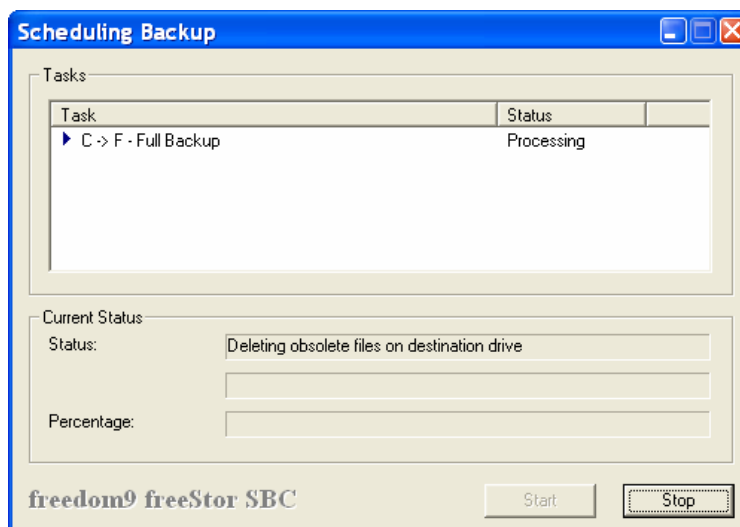 Scheduling Backup
Tasks
Task Status
C -> F - Full Backup Processing
Current Status
Status: Deleting obsolete files on destination drive
Percentage:
freedom9 freeStor SBC Start Stop